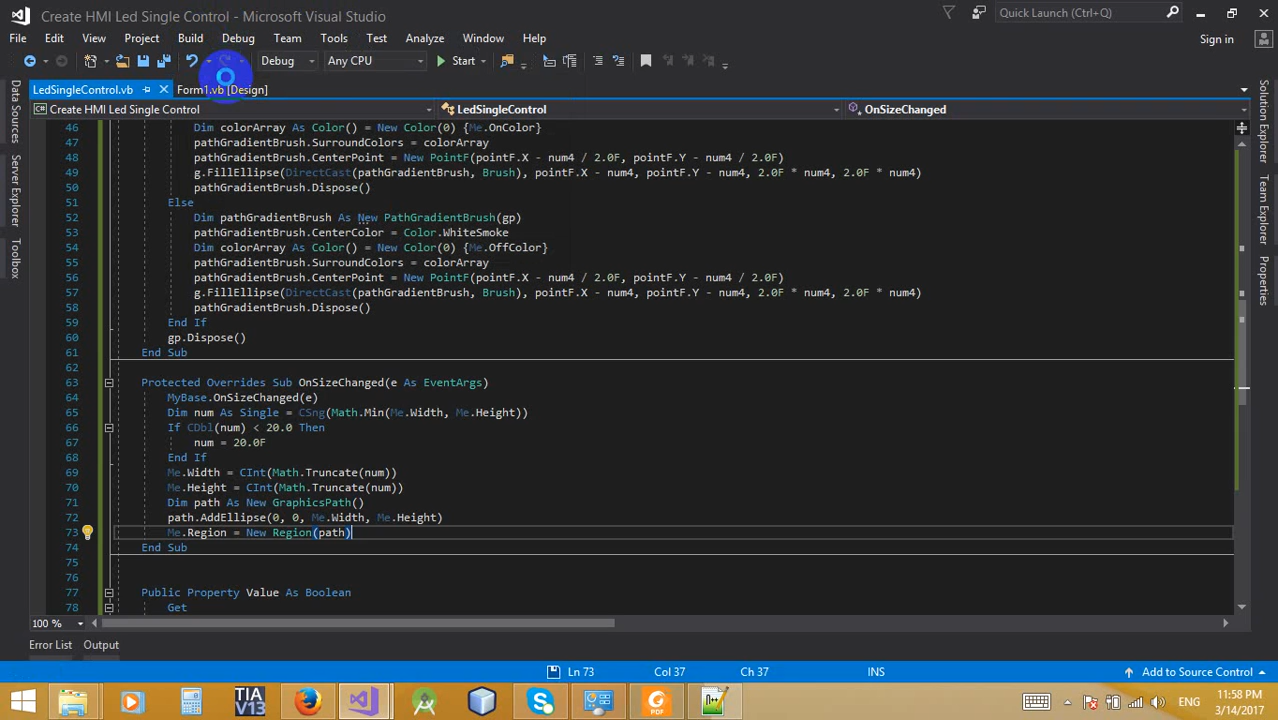 Create HMI Led Single Control - Microsoft Visual Studio
Quick Launch (Ctrl+Q)
File Edit View Project Build Debug Team Tools Test Analyze Window Help
Sign in
Debug Any CPU Start
LedSingleControl.vb Form1.vb [Design]
Create HMI Led Single Control LedSingleControl OnSizeChanged
46 Dim colorArray As Color() = New Color(0) {Me.OnColor}
47 pathGradientBrush.SurroundColors = colorArray
48 pathGradientBrush.CenterPoint = New PointF(pointF.X - num4 / 2.0F, pointF.Y - num4 / 2.0F)
49 g.FillEllipse(DirectCast(pathGradientBrush, Brush), pointF.X - num4, pointF.Y - num4, 2.0F * num4, 2.0F * num4)
50 pathGradientBrush.Dispose()
51 Else
52 Dim pathGradientBrush As New PathGradientBrush(gp)
53 pathGradientBrush.CenterColor = Color.WhiteSmoke
54 Dim colorArray As Color() = New Color(0) {Me.OffColor}
55 pathGradientBrush.SurroundColors = colorArray
56 pathGradientBrush.CenterPoint = New PointF(pointF.X - num4 / 2.0F, pointF.Y - num4 / 2.0F)
57 g.FillEllipse(DirectCast(pathGradientBrush, Brush), pointF.X - num4, pointF.Y - num4, 2.0F * num4, 2.0F * num4)
58 pathGradientBrush.Dispose()
59 End If
60 gp.Dispose()
61 End Sub
62
63 Protected Overrides Sub OnSizeChanged(e As EventArgs)
64 MyBase.OnSizeChanged(e)
65 Dim num As Single = CSng(Math.Min(Me.Width, Me.Height))
66 If CDbl(num) < 20.0 Then
67 num = 20.0F
68 End If
69 Me.Width = CInt(Math.Truncate(num))
70 Me.Height = CInt(Math.Truncate(num))
71 Dim path As New GraphicsPath()
72 path.AddEllipse(0, 0, Me.Width, Me.Height)
73 Me.Region = New Region(path)
74 End Sub
75
76
77 Public Property Value As Boolean
78 Get
Data Sources
Server Explorer
Toolbox
Solution Explorer
Team Explorer
Properties
100 %
Error List Output
Ln 73 Col 37 Ch 37 INS Add to Source Control
TIA
V13
PDF
ENG
11:58 PM
3/14/2017